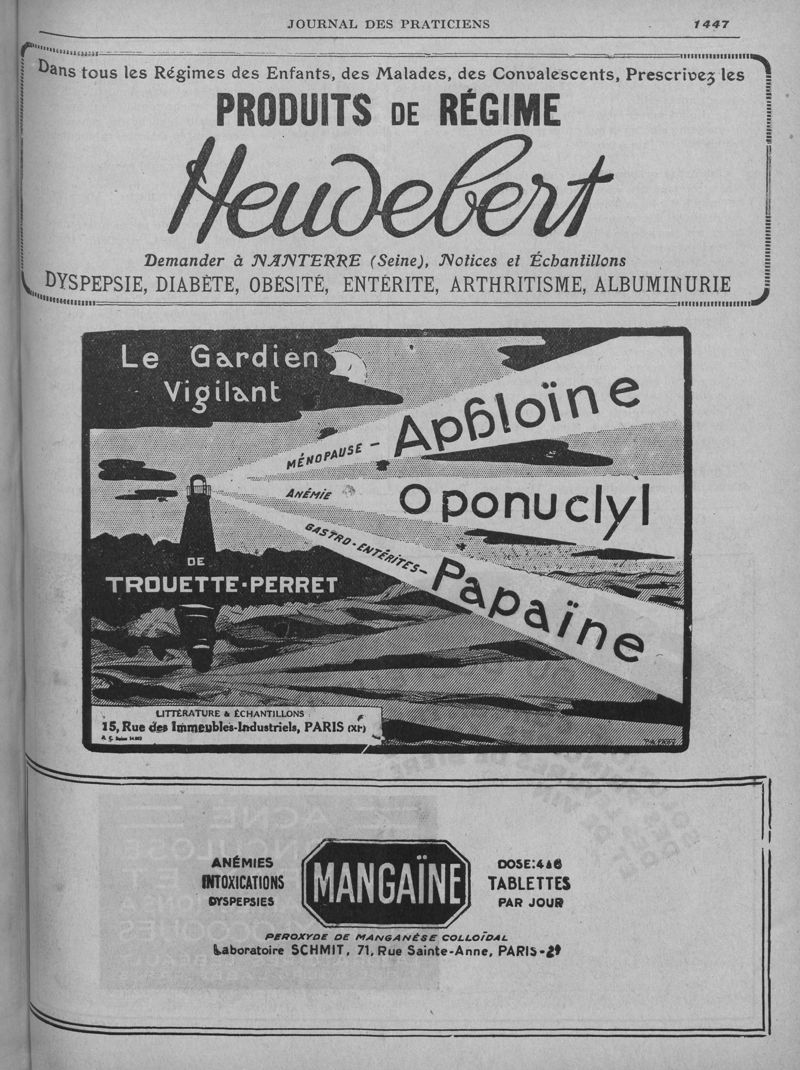 JOURNAL DES PRATICIENS 1447
Dans tous les Régimes des Enfants, des Malades, des Convalescents, Prescrivez les
PRODUITS DE RÉGIME
Heudebert
Demander à NANTERRE (Seine), Notices et Échantillons
DYSPEPSIE, DIABÈTE, OBÉSITÉ, ENTÉRITE, ARTHRITISME, ALBUMINURIE
Le Gardien
Vigilant
MÉNOPAUSE - Aphloïne
ANÉMIE Oponuclyl
GASTRO-ENTÉRITES - Papaïne
DE
TROUETTE-PERRET
LITTÉRATURE & ÉCHANTILLONS
15, Rue des Immeubles-Industriels, PARIS (XIe)
ANÉMIES
INTOXICATIONS
DYSPEPSIES
MANGAÏNE
DOSE: 4 à 6
TABLETTES
PAR JOUR
PEROXYDE DE MANGANÈSE COLLOÏDAL
Laboratoire SCHMIT, 71, Rue Sainte-Anne, PARIS-2e